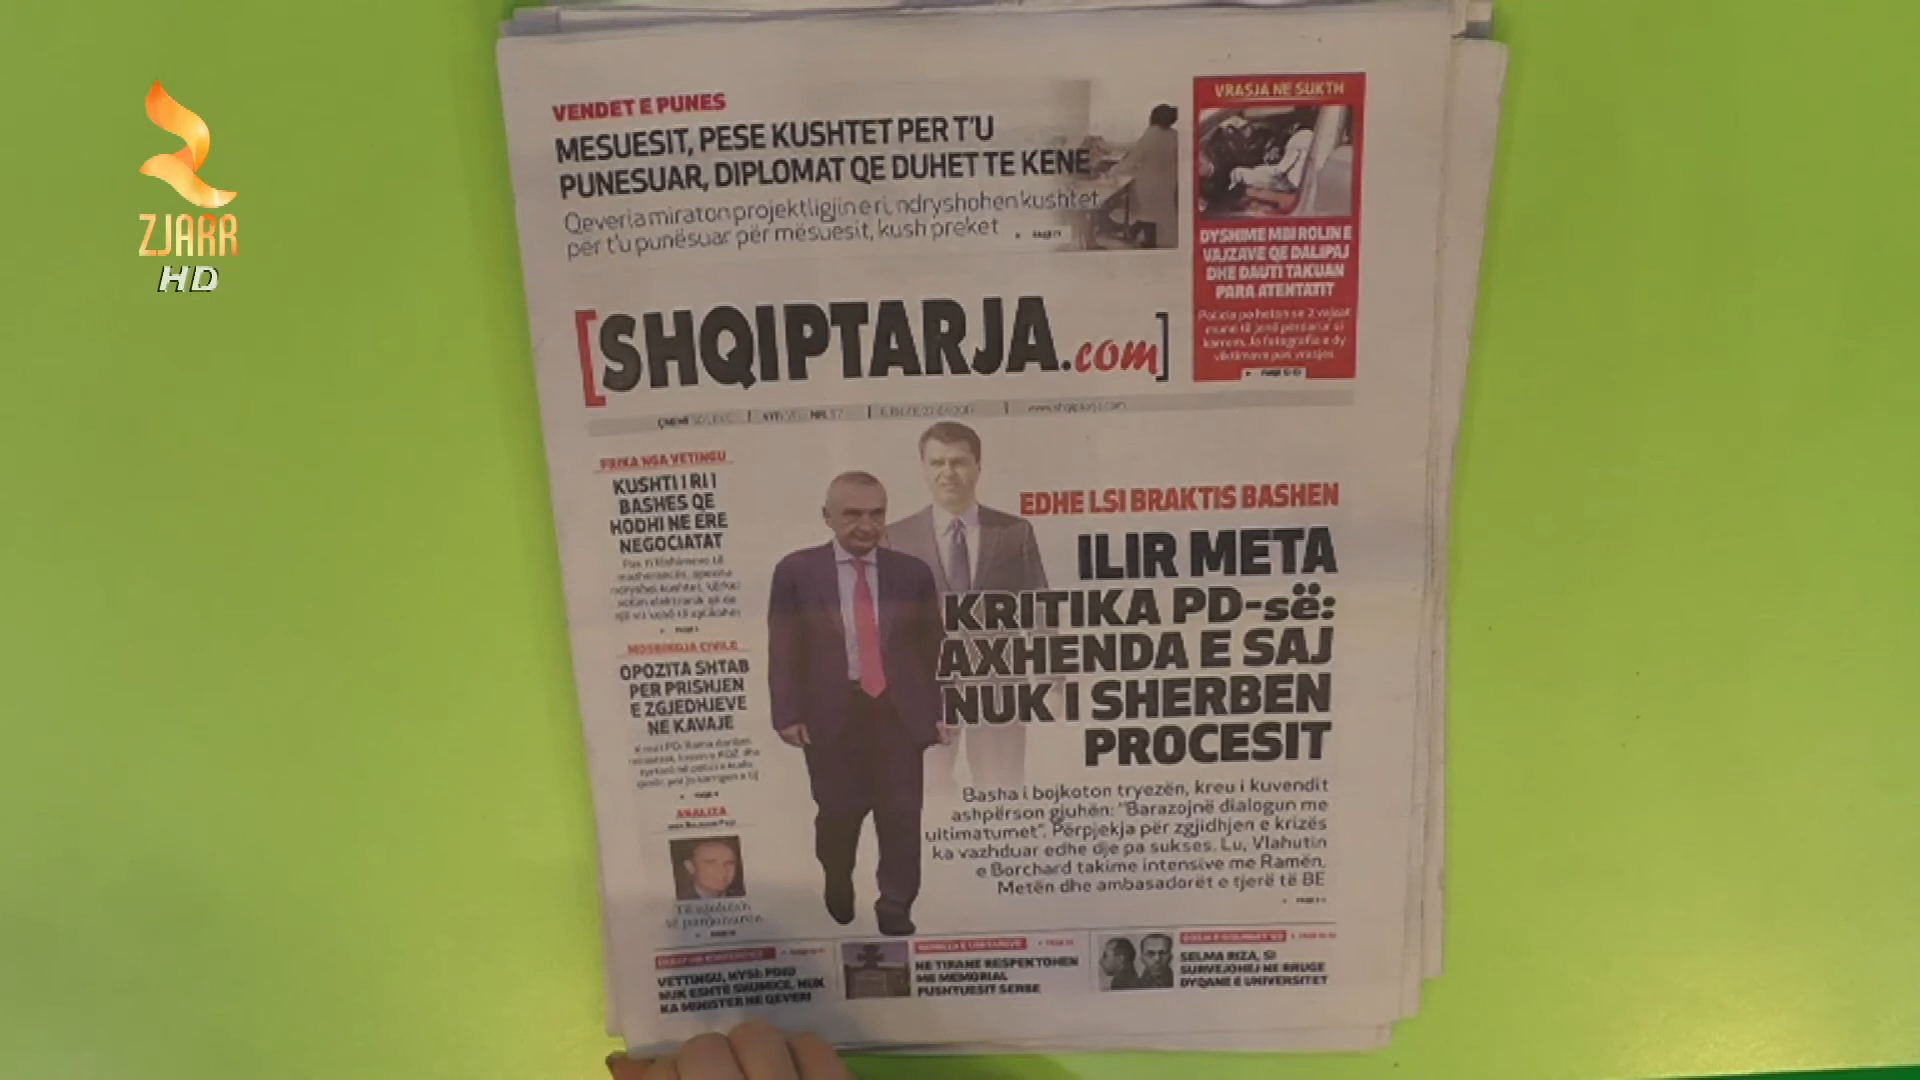 ZJARR
HD
VENDET E PUNES
MESUESIT, PESE KUSHTET PER T'U
PUNESUAR, DIPLOMAT QE DUHET TE KENE
Qeveria miraton projektligjin e ri, ndryshohen kushtet
për t'u punësuar për mësuesit, kush preket
VRASJA NE SUKTH
DYSHIME MBI ROLIN E
VAJZAVE QE DALIPAJ
DHE DAUTI TAKUAN
PARA ATENTATIT
[SHQIPTARJA.com]
FRIKA NGA VETINGU
KUSHTI I RI I
BASHES QE
HODHI NE ERE
NEGOCIATAT
MOSBINDJA CIVILE
OPOZITA SHTAB
PER PRISHJEN
E ZGJEDHJEVE
NE KAVAJE
ANALIZA
EDHE LSI BRAKTIS BASHEN
ILIR META
KRITIKA PD-së:
AXHENDA E SAJ
NUK I SHERBEN
PROCESIT
Basha i bojkoton tryezën, kreu i kuvendit
ashpërson gjuhën: "Barazojnë dialogun me
ultimatumet". Përpjekja për zgjidhjen e krizës
ka vazhduar edhe dje pa sukses. Lu, Vlahutin
e Borchard takime intensive me Ramën,
Metën dhe ambasadorët e tjerë të BE
NUK ESHTE SHUMICE, NUK
KA MINISTER NE QEVERI
NE TIRANE RESPEKTOHEN
ME MEMORIAL
PUSHTUESIT SERBE
SELMA RIZA, SI
SURVEJOHEJ NE RRUGE
DYQANE E UNIVERSITET